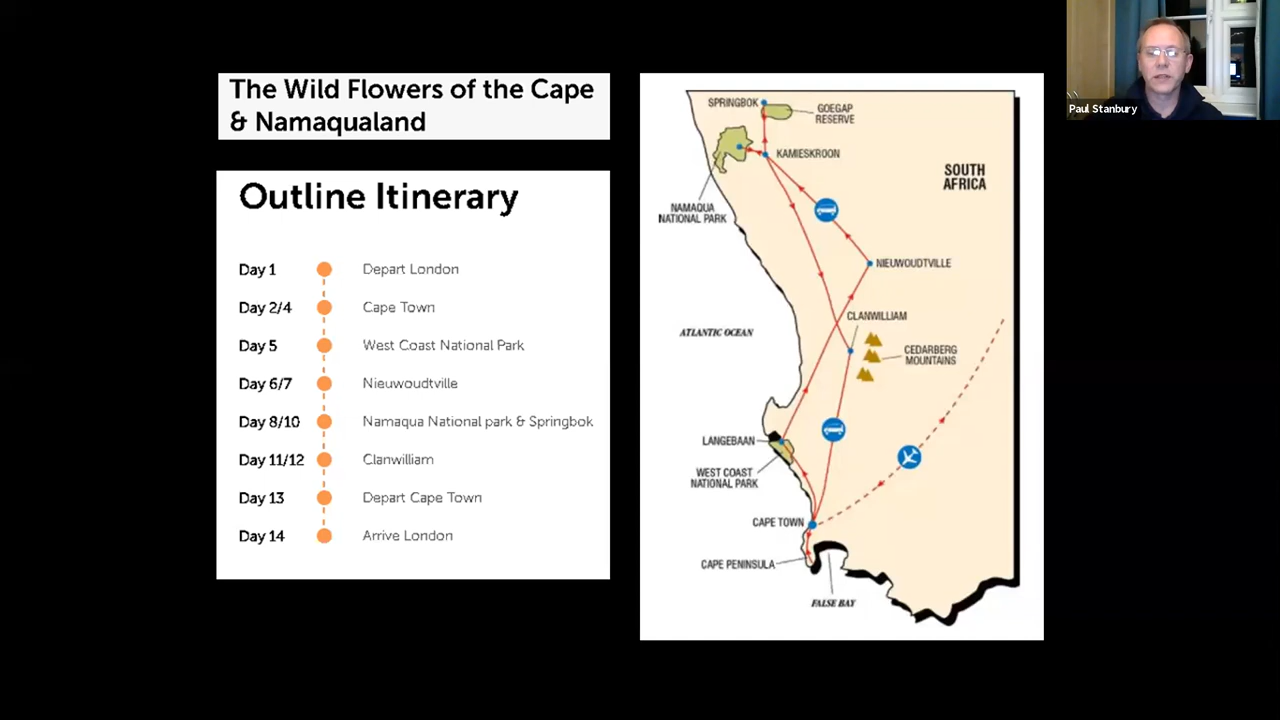 The Wild Flowers of the Cape
& Namaqualand
Outline Itinerary
Day 1 Depart London
Day 2/4 Cape Town
Day 5 West Coast National Park
Day 6/7 Nieuwoudtville
Day 8/10 Namaqua National park & Springbok
Day 11/12 Clanwilliam
Day 13 Depart Cape Town
Day 14 Arrive London
SPRINGBOK
GOEGAP
RESERVE
KAMIESKROON
SOUTH
AFRICA
NAMAQUA
NATIONAL PARK
NIEUWOUDTVILLE
CLANWILLIAM
ATLANTIC OCEAN
CEDARBERG
MOUNTAINS
LANGEBAAN
WEST COAST
NATIONAL PARK
CAPE TOWN
CAPE PENINSULA
FALSE BAY
Paul Stanbury